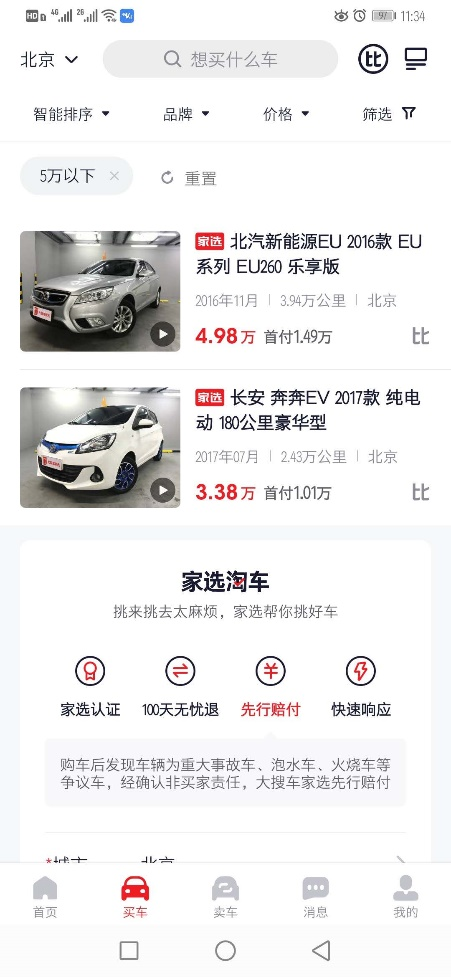 HD 4G 2G 97 11:34
北京 想买什么车
智能排序 品牌 价格 筛选
5万以下 × 重置
家选 北汽新能源EU 2016款 EU
系列 EU260 乐享版
2016年11月 | 3.94万公里 | 北京
4.98万 首付1.49万 比
家选 长安 奔奔EV 2017款 纯电
动 180公里豪华型
2017年07月 | 2.43万公里 | 北京
3.38万 首付1.01万 比
家选淘车
挑来挑去太麻烦，家选帮你挑好车
家选认证 100天无忧退 先行赔付 快速响应
购车后发现车辆为重大事故车、泡水车、火烧车等
争议车，经确认非买家责任，大搜车家选先行赔付
*城市 北京
首页 买车 卖车 消息 我的